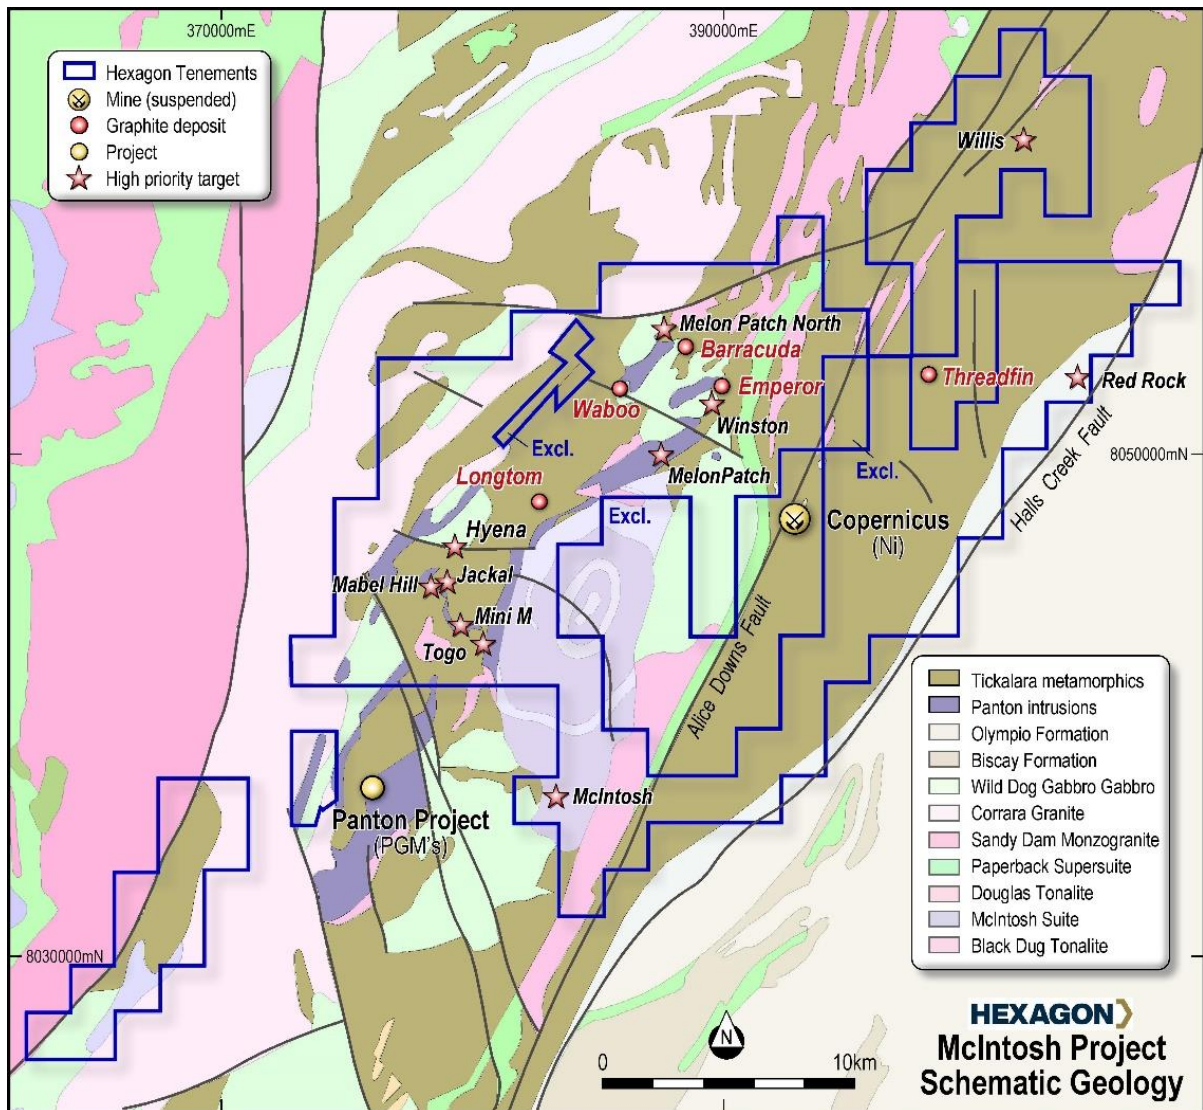 370000mE
390000mE
Hexagon Tenements
Mine (suspended)
Graphite deposit
Project
High priority target
Willis
Melon Patch North
Barracuda
Emperor
Threadfin
Red Rock
Waboo
Winston
Excl.
MelonPatch
8050000mN
Longtom
Excl.
Excl.
Halls Creek Fault
Copernicus
(Ni)
Hyena
Jackal
Mabel Hill
Mini M
Togo
Alice Downs Fault
McIntosh
Panton Project
(PGM's)
Tickalara metamorphics
Panton intrusions
Olympio Formation
Biscay Formation
Wild Dog Gabbro Gabbro
Corrara Granite
Sandy Dam Monzogranite
Paperback Supersuite
Douglas Tonalite
McIntosh Suite
Black Dug Tonalite
8030000mN
N
0 10km
HEXAGON
McIntosh Project
Schematic Geology